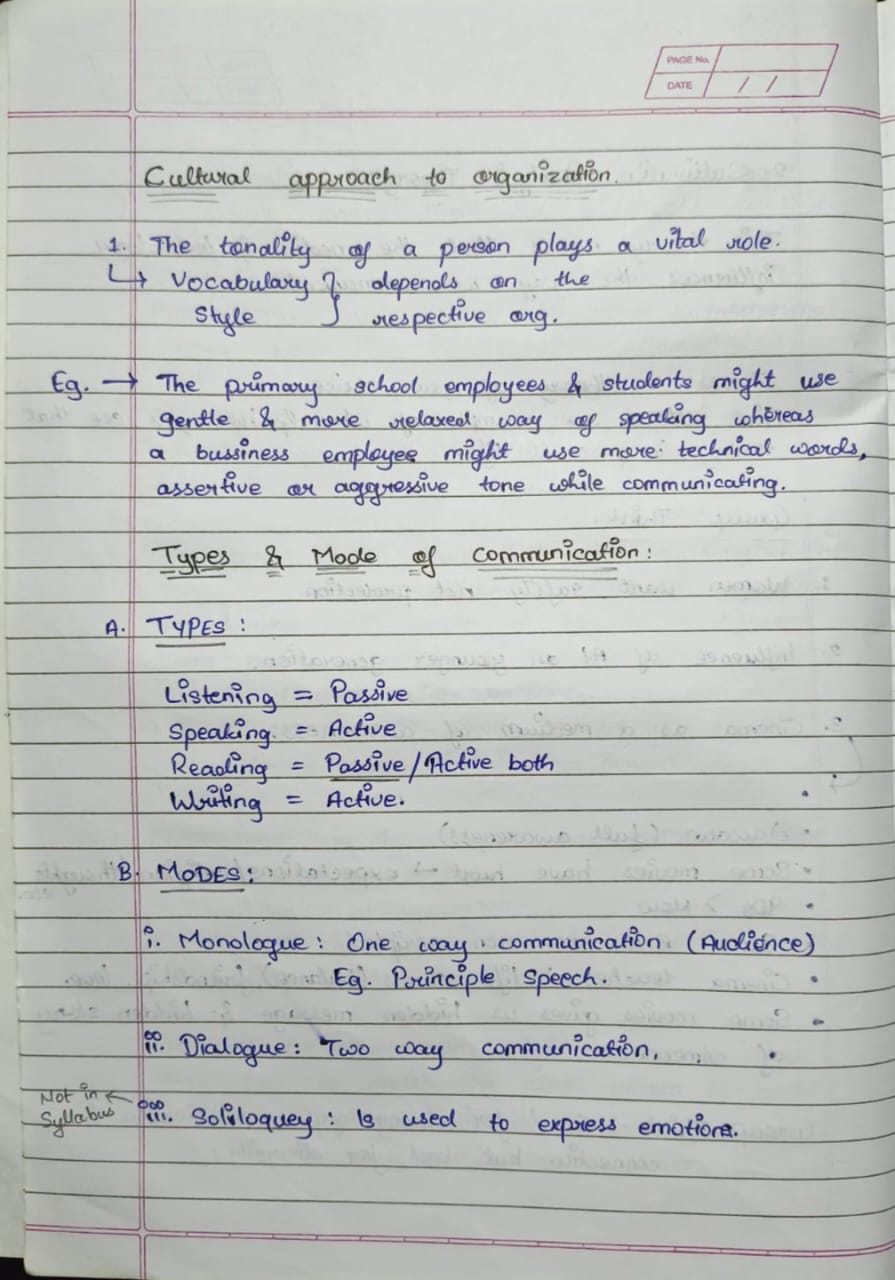 PAGE No.
DATE / /
Cultural approach to organization.
1. The tonality of a person plays a vital role.
↳ Vocabulary } depends on the
Style } respective org.
Eg. → The primary school employees & students might use
gentle & more relaxed way of speaking whereas
a bussiness employee might use more technical words,
assertive or aggressive tone while communicating.
Types & Mode of Communication:
A. TYPES :
Listening = Passive
Speaking = Active
Reading = Passive/Active both
Writing = Active.
B. MODES:
i. Monologue: One way communication (Audience)
Eg. Principle Speech.
ii. Dialogue: Two way communication.
Not in ←
Syllabus
iii. Soliloquey : Is used to express emotions.